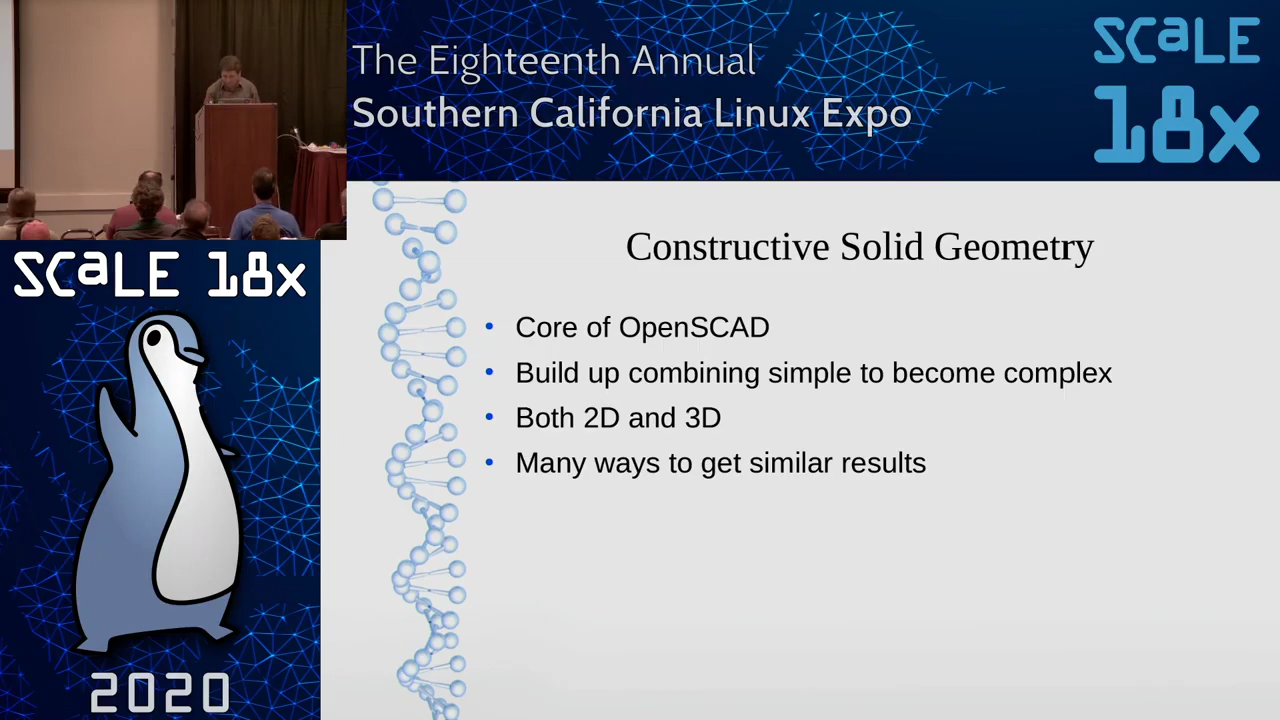 The Eighteenth Annual
Southern California Linux Expo
SCaLE
18x
SCaLE 18x
2020
Constructive Solid Geometry
• Core of OpenSCAD
• Build up combining simple to become complex
• Both 2D and 3D
• Many ways to get similar results